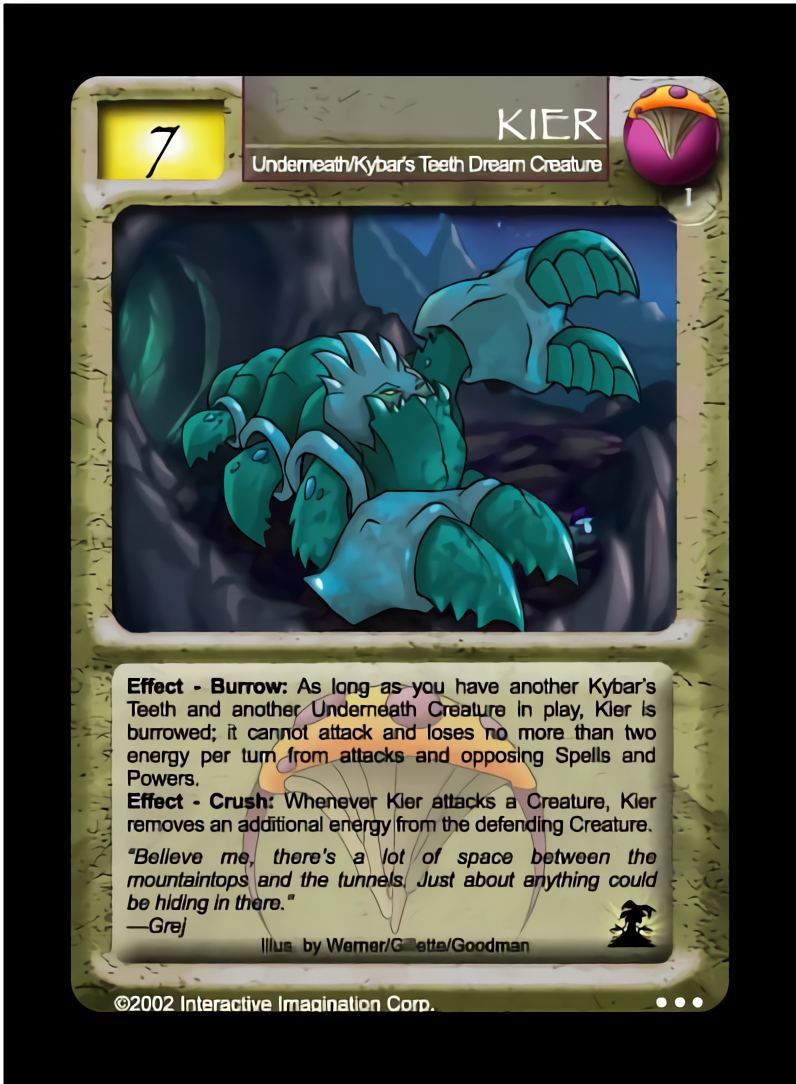 7
KIER
Underneath/Kybar's Teeth Dream Creature
1
Effect - Burrow: As long as you have another Kybar's
Teeth and another Underneath Creature in play, Kier is
burrowed; it cannot attack and loses no more than two
energy per turn from attacks and opposing Spells and
Powers.
Effect - Crush: Whenever Kier attacks a Creature, Kier
removes an additional energy from the defending Creature.
"Believe me, there's a lot of space between the
mountaintops and the tunnels. Just about anything could
be hiding in there."
—Grej
Illus. by Werner/Gillette/Goodman
©2002 Interactive Imagination Corp.